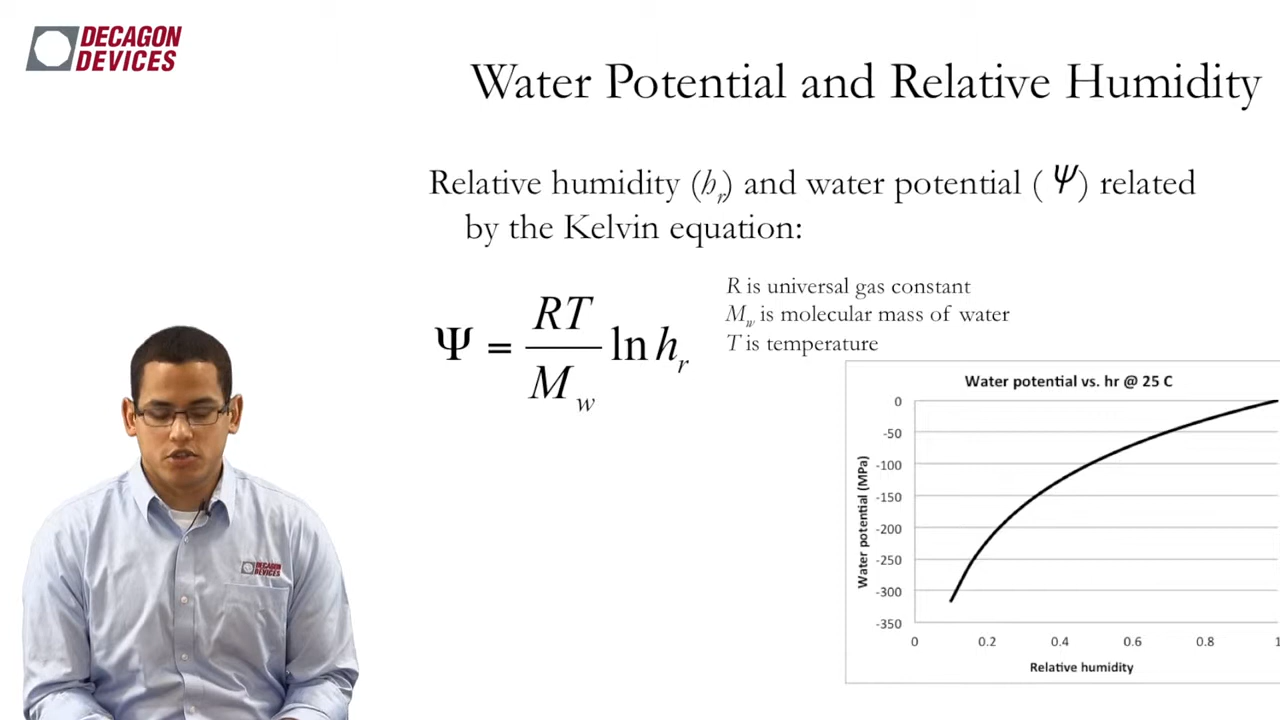 DECAGON
DEVICES
Water Potential and Relative Humidity
Relative humidity (hr) and water potential ( Ψ) related
by the Kelvin equation:
Ψ = RT / Mw ln hr
R is universal gas constant
Mw is molecular mass of water
T is temperature
Water potential vs. hr @ 25 C
Water potential (MPa)
0
-50
-100
-150
-200
-250
-300
-350
0 0.2 0.4 0.6 0.8 1
Relative humidity
DECAGON
DEVICES